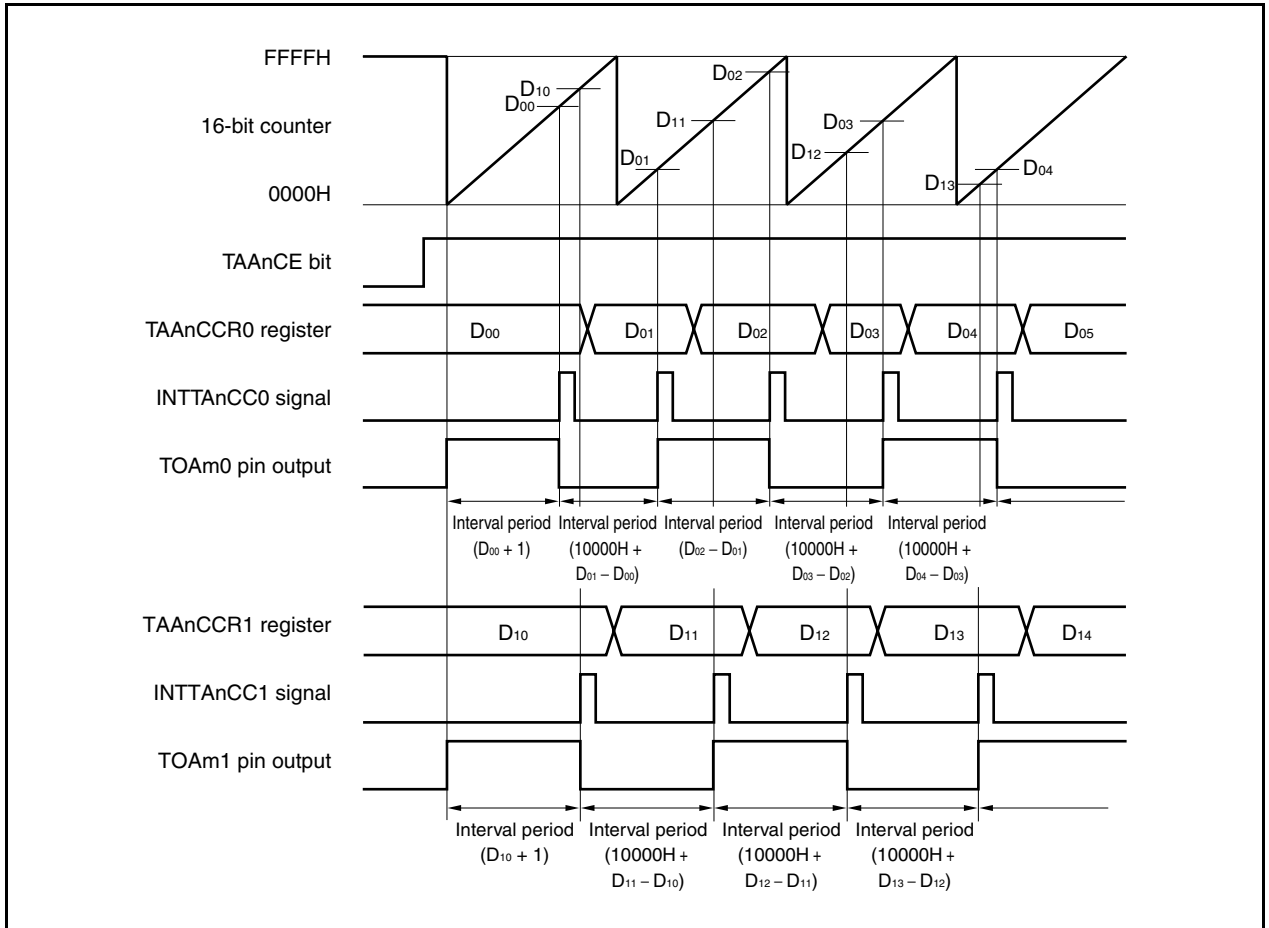 FFFFH
D02
D10
D00
16-bit counter
D11
D03
D12
D01
D04
D13
0000H
TAAnCE bit
TAAnCCR0 register
D00 D01 D02 D03 D04 D05
INTTAnCC0 signal
TOAm0 pin output
Interval period Interval period Interval period Interval period Interval period
(D00 + 1) (10000H + (D02 – D01) (10000H + (10000H +
D01 – D00) D03 – D02) D04 – D03)
TAAnCCR1 register
D10 D11 D12 D13 D14
INTTAnCC1 signal
TOAm1 pin output
Interval period Interval period Interval period Interval period
(D10 + 1) (10000H + (10000H + (10000H +
D11 – D10) D12 – D11) D13 – D12)